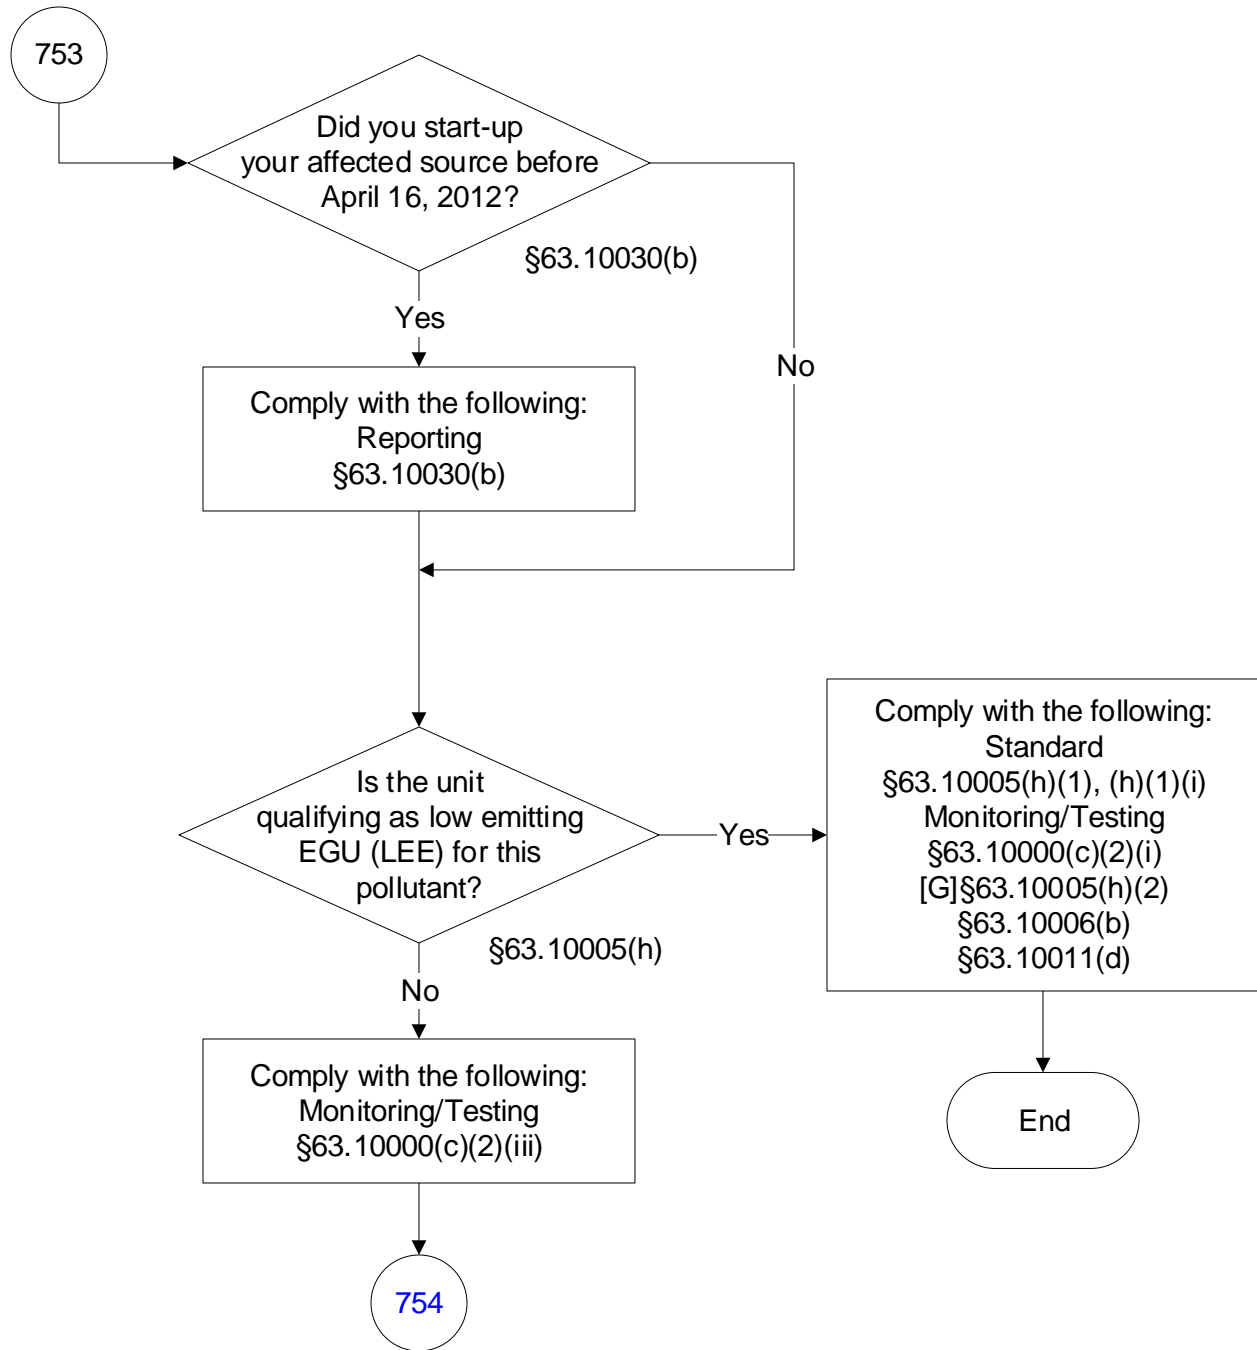 753
Did you start-up
your affected source before
April 16, 2012?
§63.10030(b)
Yes
No
Comply with the following:
Reporting
§63.10030(b)
Is the unit
qualifying as low emitting
EGU (LEE) for this
pollutant?
§63.10005(h)
Yes
Comply with the following:
Standard
§63.10005(h)(1), (h)(1)(i)
Monitoring/Testing
§63.10000(c)(2)(i)
[G]§63.10005(h)(2)
§63.10006(b)
§63.10011(d)
End
No
Comply with the following:
Monitoring/Testing
§63.10000(c)(2)(iii)
754